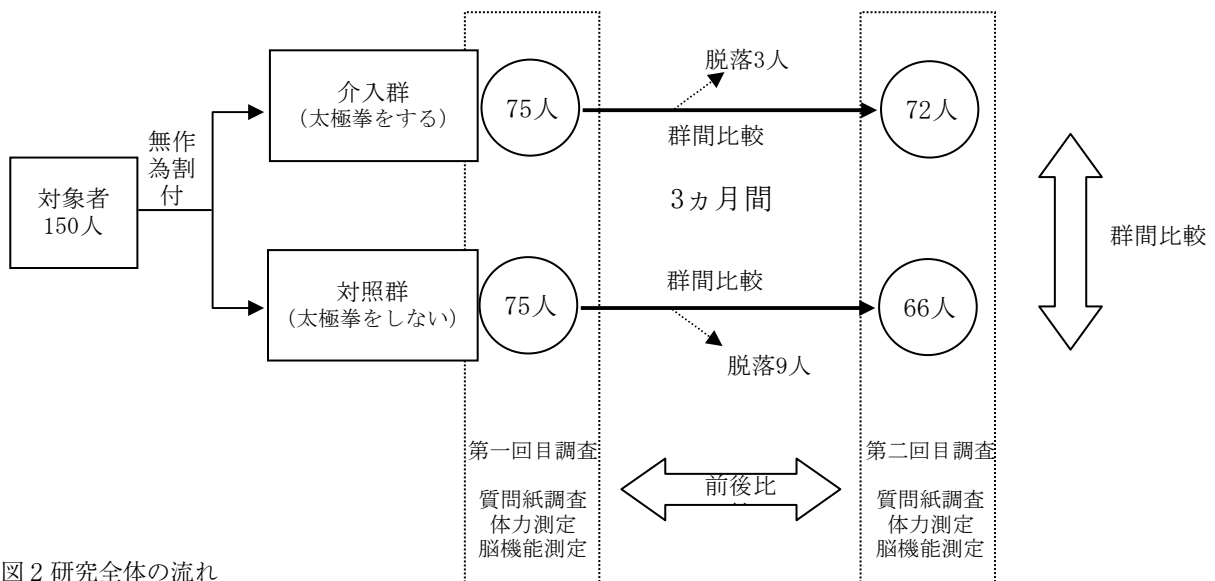 対象者
150人
無作
為割
付
介入群
(太極拳をする)
75人
脱落3人
群間比較
72人
3ヵ月間
対照群
(太極拳をしない)
75人
群間比較
脱落9人
66人
群間比較
第一回目調査
質問紙調査
体力測定
脳機能測定
前後比
第二回目調査
質問紙調査
体力測定
脳機能測定
図2 研究全体の流れ